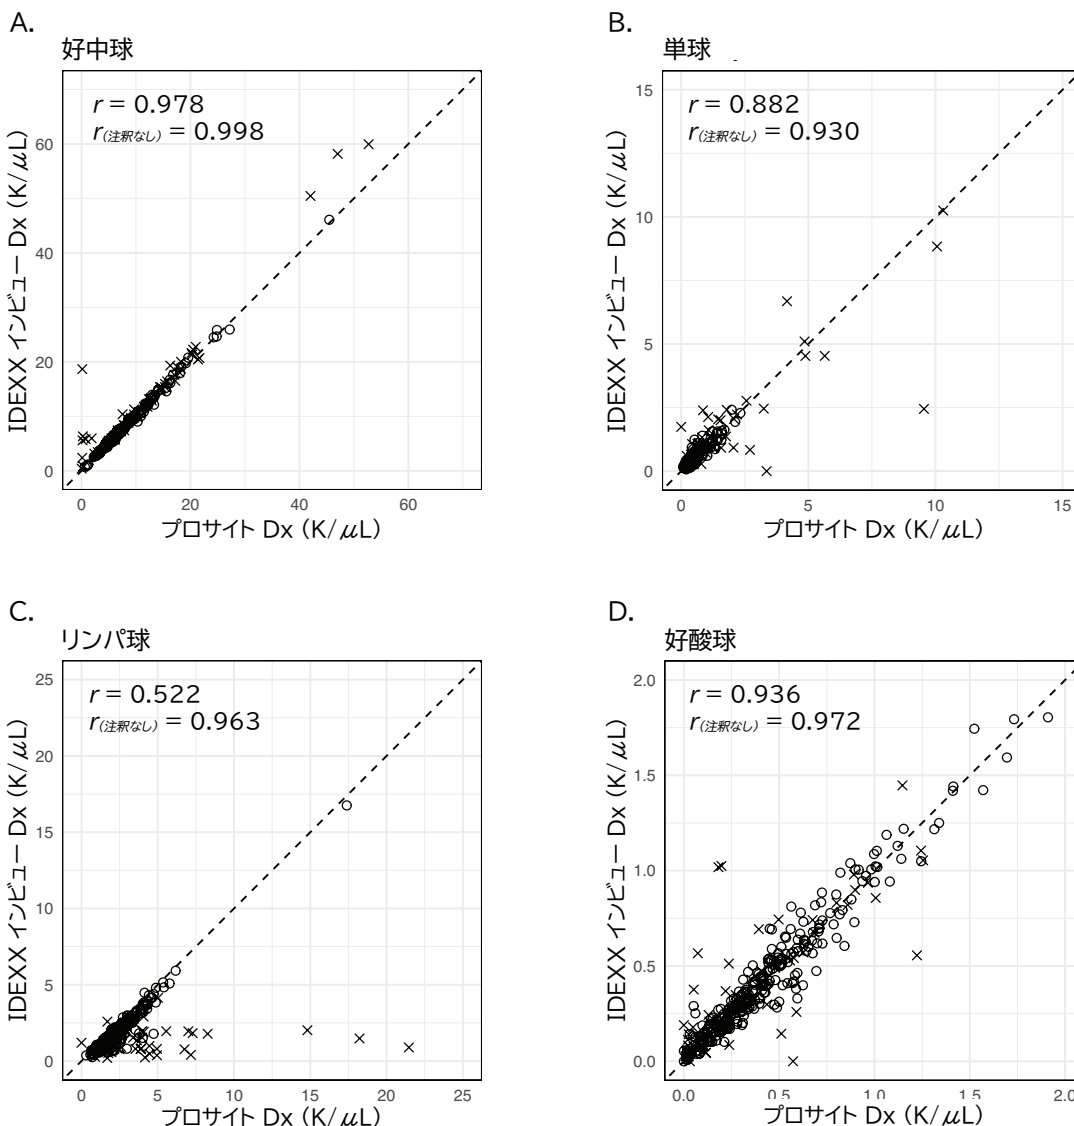 A.
好中球
r = 0.978
r(注釈なし) = 0.998
IDEXX インビュー Dx (K/μL)
60
40
20
0
0 20 40 60
プロサイト Dx (K/μL)
B.
単球
r = 0.882
r(注釈なし) = 0.930
IDEXX インビュー Dx (K/μL)
15
10
5
0
0 5 10 15
プロサイト Dx (K/μL)
C.
リンパ球
r = 0.522
r(注釈なし) = 0.963
IDEXX インビュー Dx (K/μL)
25
20
15
10
5
0
0 5 10 15 20 25
プロサイト Dx (K/μL)
D.
好酸球
r = 0.936
r(注釈なし) = 0.972
IDEXX インビュー Dx (K/μL)
2.0
1.5
1.0
0.5
0.0
0.0 0.5 1.0 1.5 2.0
プロサイト Dx (K/μL)